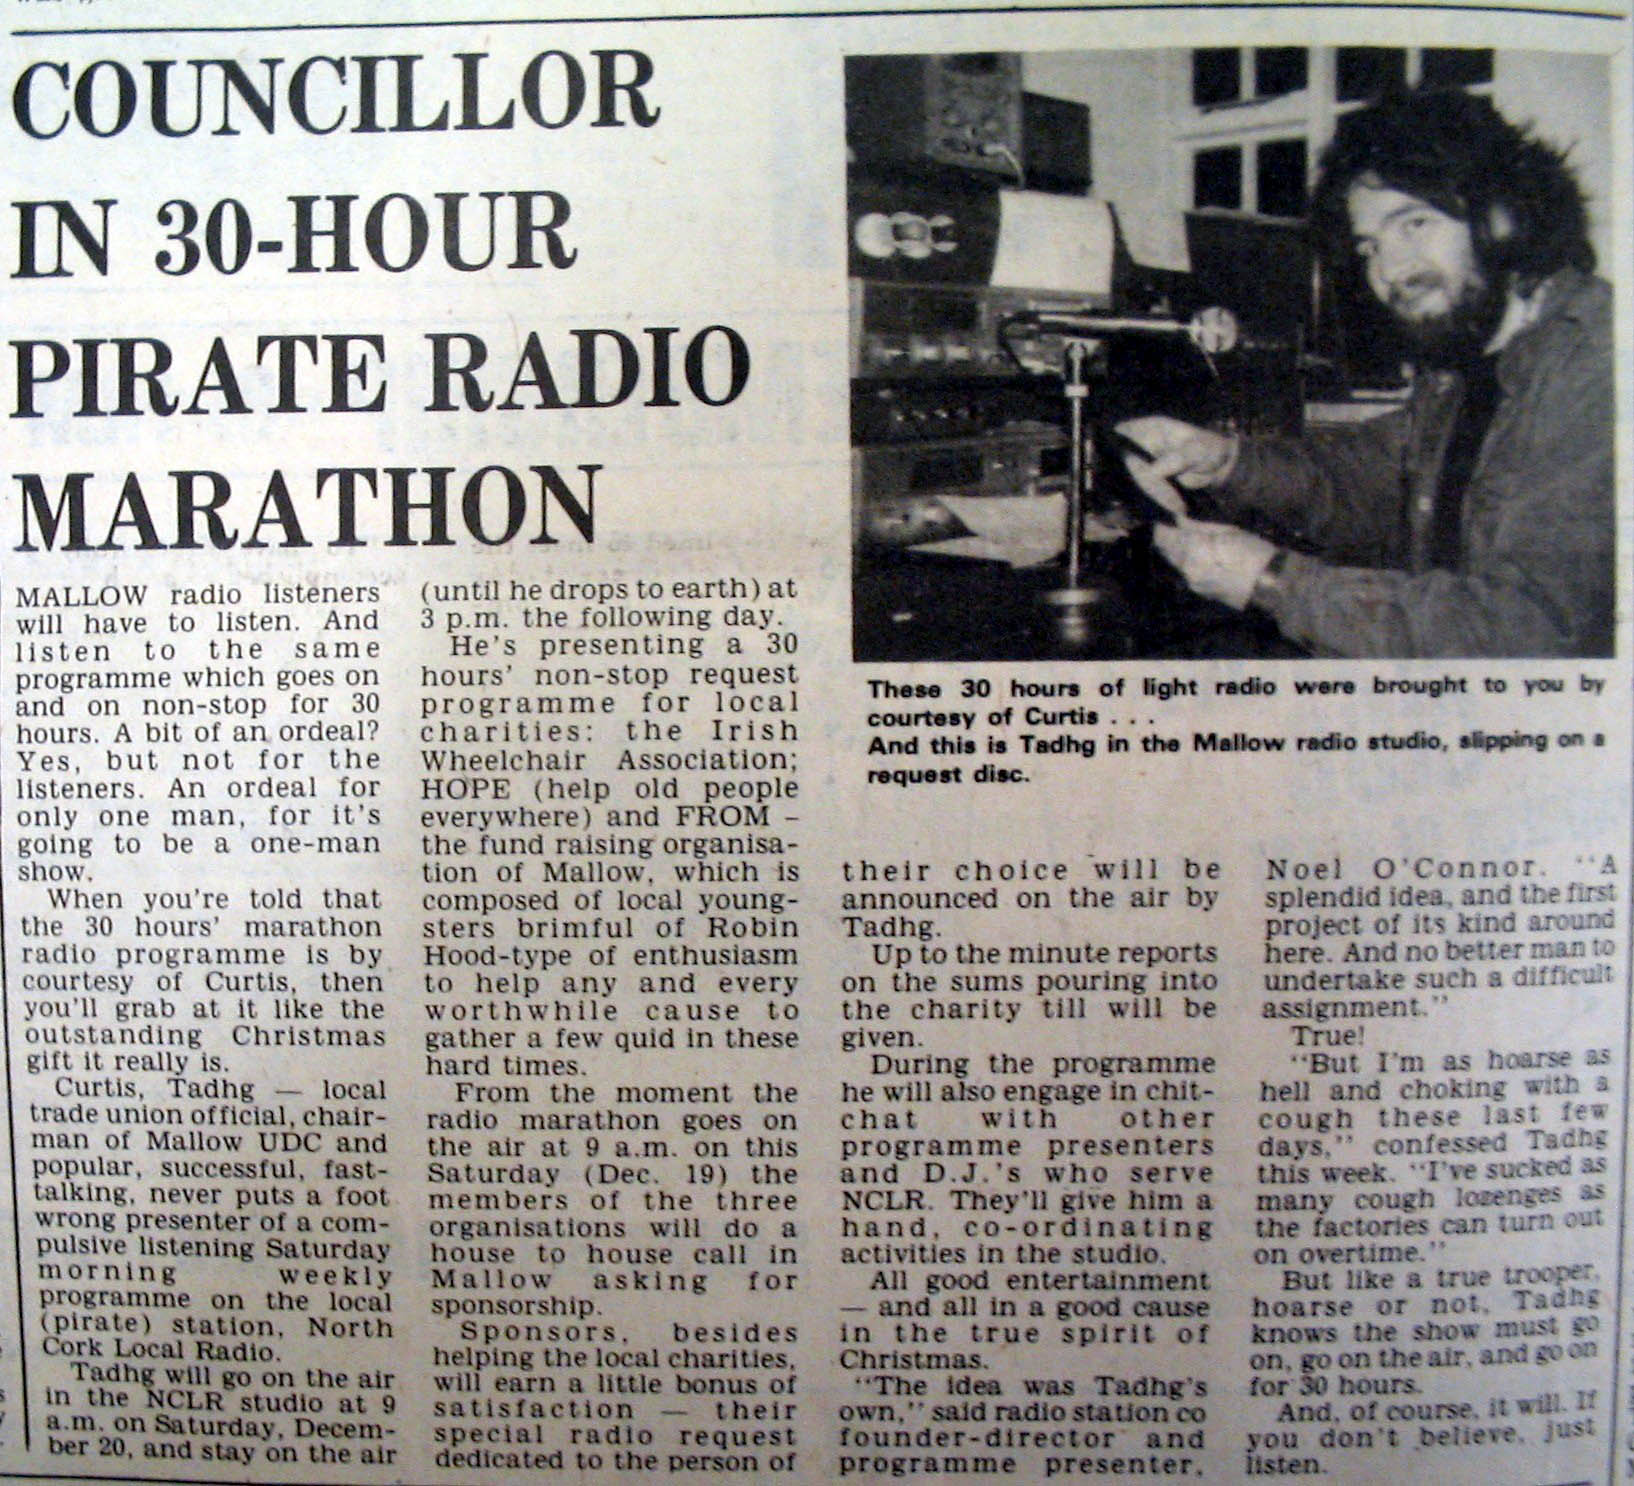 COUNCILLOR
IN 30-HOUR
PIRATE RADIO
MARATHON
MALLOW radio listeners
will have to listen. And
listen to the same
programme which goes on
and on non-stop for 30
hours. A bit of an ordeal?
Yes, but not for the
listeners. An ordeal for
only one man, for it's
going to be a one-man
show.
When you're told that
the 30 hours' marathon
radio programme is by
courtesy of Curtis, then
you'll grab at it like the
outstanding Christmas
gift it really is.
Curtis, Tadhg — local
trade union official, chair-
man of Mallow UDC and
popular, successful, fast-
talking, never puts a foot
wrong presenter of a com-
pulsive listening Saturday
morning weekly
programme on the local
(pirate) station, North
Cork Local Radio.
Tadhg will go on the air
in the NCLR studio at 9
a.m. on Saturday, Decem-
ber 20, and stay on the air
(until he drops to earth) at
3 p.m. the following day.
He's presenting a 30
hours' non-stop request
programme for local
charities: the Irish
Wheelchair Association;
HOPE (help old people
everywhere) and FROM –
the fund raising organisa-
tion of Mallow, which is
composed of local young-
sters brimful of Robin
Hood-type of enthusiasm
to help any and every
worthwhile cause to
gather a few quid in these
hard times.
From the moment the
radio marathon goes on
the air at 9 a.m. on this
Saturday (Dec. 19) the
members of the three
organisations will do a
house to house call in
Mallow asking for
sponsorship.
Sponsors, besides
helping the local charities,
will earn a little bonus of
satisfaction — their
special radio request
dedicated to the person of
These 30 hours of light radio were brought to you by
courtesy of Curtis . . .
And this is Tadhg in the Mallow radio studio, slipping on a
request disc.
their choice will be
announced on the air by
Tadhg.
Up to the minute reports
on the sums pouring into
the charity till will be
given.
During the programme
he will also engage in chit-
chat with other
programme presenters
and D.J.'s who serve
NCLR. They'll give him a
hand, co-ordinating
activities in the studio.
All good entertainment
— and all in a good cause
in the true spirit of
Christmas.
"The idea was Tadhg's
own," said radio station co
founder-director and
programme presenter,
Noel O'Connor. "A
splendid idea, and the first
project of its kind around
here. And no better man to
undertake such a difficult
assignment."
True!
"But I'm as hoarse as
hell and choking with a
cough these last few
days," confessed Tadhg
this week. "I've sucked as
many cough lozenges as
the factories can turn out
on overtime."
But like a true trooper,
hoarse or not, Tadhg
knows the show must go
on, go on the air, and go on
for 30 hours.
And, of course, it will. If
you don't believe, just
listen.